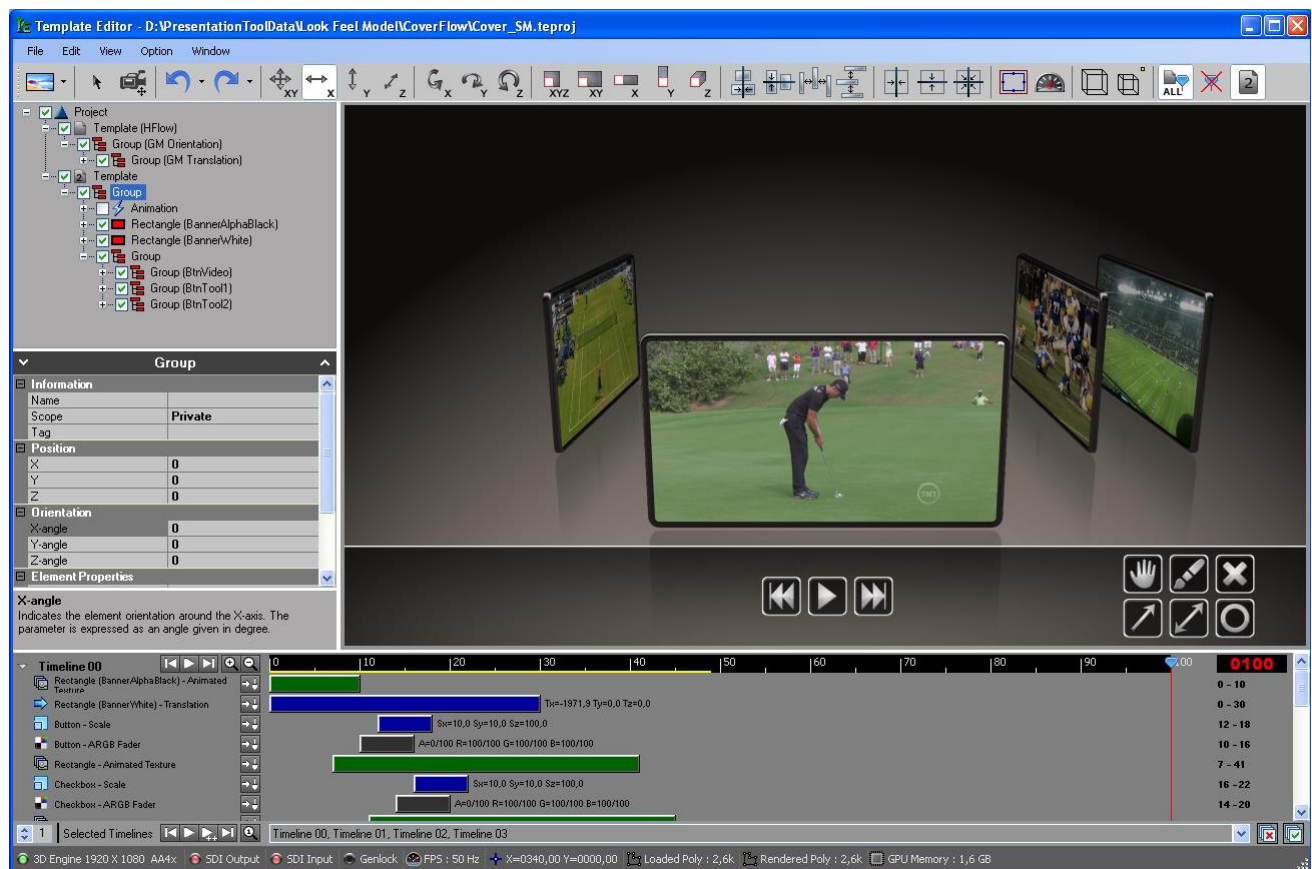 Template Editor - D:\PresentationToolData\Look Feel Model\CoverFlow\Cover_SM.teproj
File Edit View Option Window
XY X Y Z X Y Z XYZ XY X Y Z ALL 2
Project
Template (HFlow)
Group (GM Orientation)
Group (GM Translation)
2 Template
Group
Animation
Rectangle (BannerAlphaBlack)
Rectangle (BannerWhite)
Group
Group (BtnVideo)
Group (BtnTool1)
Group (BtnTool2)
Group
Information
Name
Scope Private
Tag
Position
X 0
Y 0
Z 0
Orientation
X-angle 0
Y-angle 0
Z-angle 0
Element Properties
X-angle
Indicates the element orientation around the X-axis. The
parameter is expressed as an angle given in degree.
TNT
Timeline 00 0 10 20 30 40 50 60 70 80 90 00 0100
Rectangle (BannerAlphaBlack) - Animated
Texture 0 - 10
Rectangle (BannerWhite) - Translation Tx=-1971,9 Ty=0,0 Tz=0,0 0 - 30
Button - Scale Sx=10,0 Sy=10,0 Sz=100,0 12 - 18
Button - ARGB Fader A=0/100 R=100/100 G=100/100 B=100/100 10 - 16
Rectangle - Animated Texture 7 - 41
Checkbox - Scale Sx=10,0 Sy=10,0 Sz=100,0 16 -22
Checkbox - ARGB Fader A=0/100 R=100/100 G=100/100 B=100/100 14 -20
1 Selected Timelines 1 Timeline 00, Timeline 01, Timeline 02, Timeline 03
3D Engine 1920 X 1080 AA4x SDI Output SDI Input Genlock FPS : 50 Hz X=0340,00 Y=0000,00 Loaded Poly : 2,6k Rendered Poly : 2,6k GPU Memory : 1,6 GB